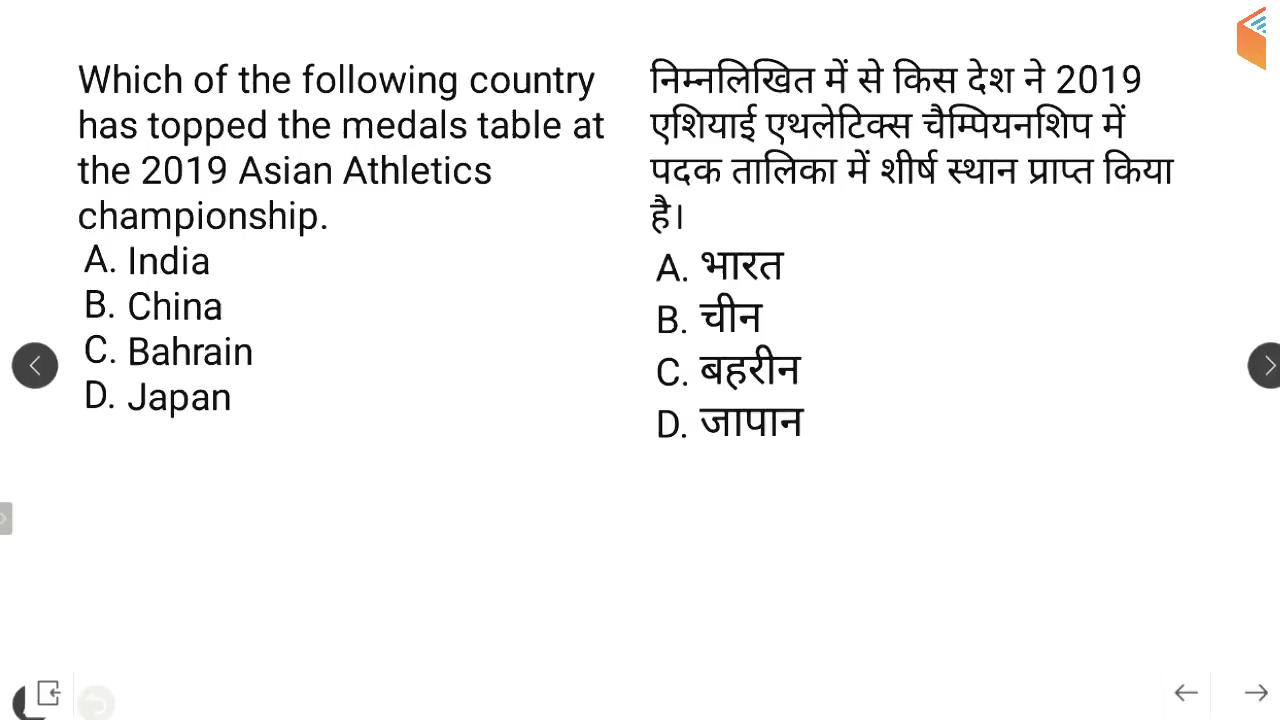 Which of the following country
has topped the medals table at
the 2019 Asian Athletics
championship.
A. India
B. China
C. Bahrain
D. Japan
निम्नलिखित में से किस देश ने 2019
एशियाई एथलेटिक्स चैम्पियनशिप में
पदक तालिका में शीर्ष स्थान प्राप्त किया
है।
A. भारत
B. चीन
C. बहरीन
D. जापान